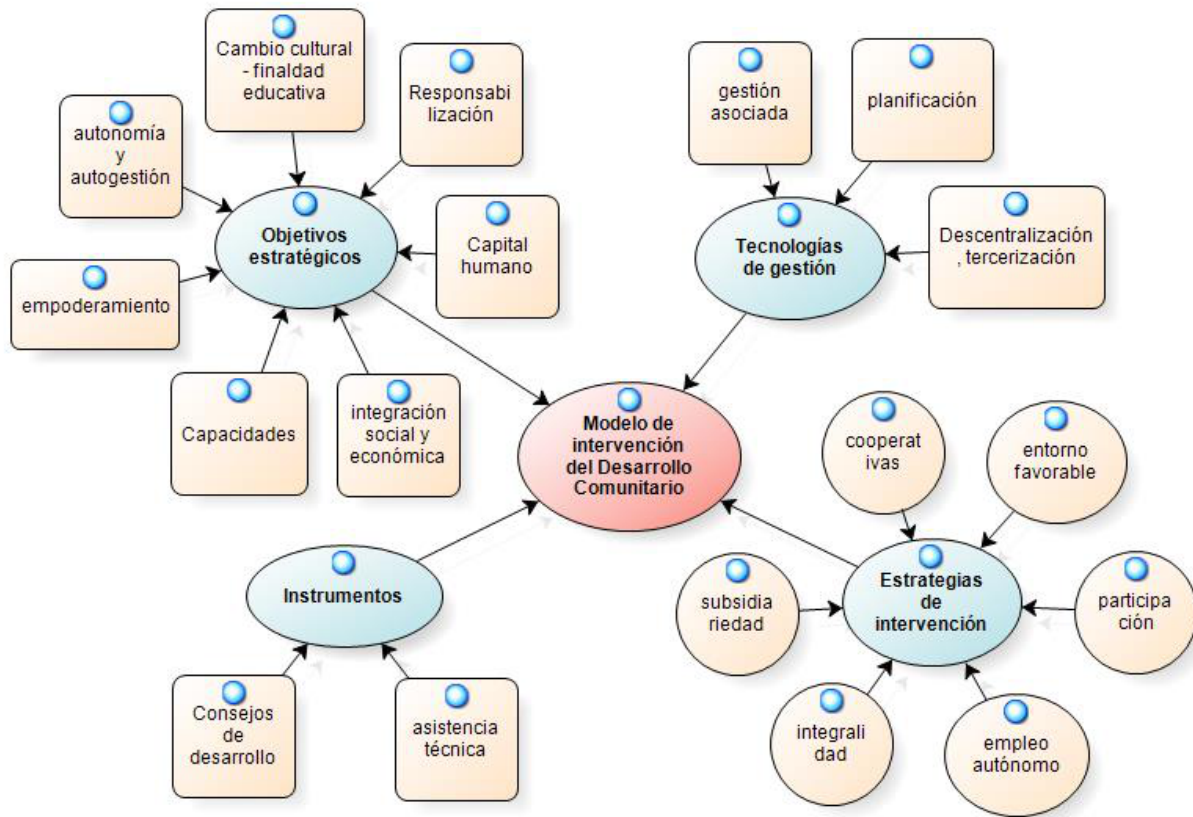 Cambio cultural
- finaldad
educativa
Responsabi
lización
autonomía
y
autogestión
Objetivos
estratégicos
Capital
humano
empoderamiento
Capacidades
integración
social y
económica
gestión
asociada
planificación
Tecnologías
de gestión
Descentralización
, tercerización
Modelo de
intervención
del Desarrollo
Comunitario
Instrumentos
Consejos
de
desarrollo
asistencia
técnica
cooperat
ivas
entorno
favorable
subsidia
riedad
Estrategias
de
intervención
participa
ción
integrali
dad
empleo
autónomo